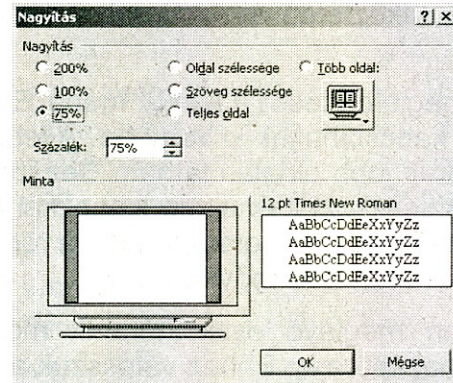 Nagyítás
Nagyítás
200%
Oldal szélessége
Több oldal:
100%
Szöveg szélessége
75%
Teljes oldal
Százalék:
75%
Minta
12 pt Times New Roman
AaBbCcDdEeXxYyZz
AaBbCcDdEeXxYyZz
AaBbCcDdEeXxYyZz
AaBbCcDdEeXxYyZz
OK
Mégse